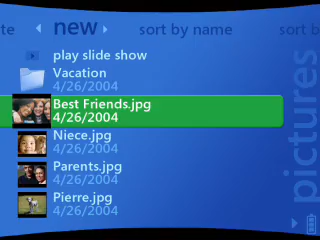 te new sort by name sort b
play slide show
Vacation
4/26/2004
Best Friends.jpg
4/26/2004
Niece.jpg
4/26/2004
Parents.jpg
4/26/2004
Pierre.jpg
4/26/2004
pictures